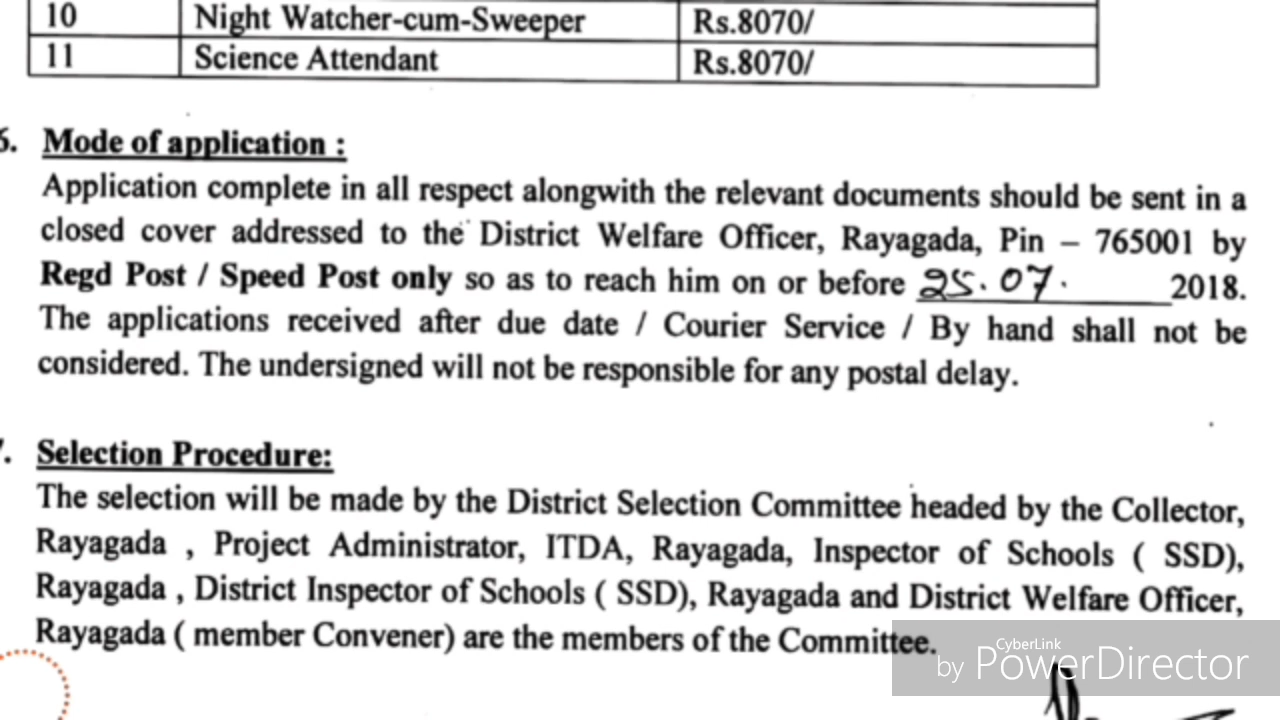 10 Night Watcher-cum-Sweeper Rs.8070/
11 Science Attendant Rs.8070/
6. Mode of application :
Application complete in all respect alongwith the relevant documents should be sent in a
closed cover addressed to the District Welfare Officer, Rayagada, Pin – 765001 by
Regd Post / Speed Post only so as to reach him on or before 25.07. 2018.
The applications received after due date / Courier Service / By hand shall not be
considered. The undersigned will not be responsible for any postal delay.
7. Selection Procedure:
The selection will be made by the District Selection Committee headed by the Collector,
Rayagada , Project Administrator, ITDA, Rayagada, Inspector of Schools ( SSD),
Rayagada , District Inspector of Schools ( SSD), Rayagada and District Welfare Officer,
Rayagada ( member Convener) are the members of the Committee.
CyberLink
by PowerDirector